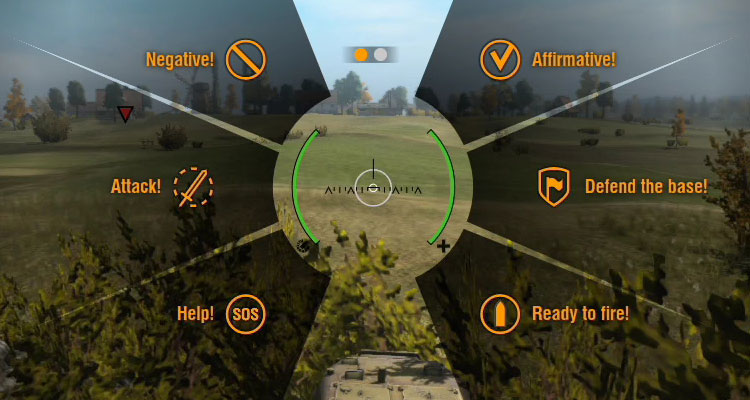 Negative!
Affirmative!
Attack!
Defend the base!
Help!
SOS
Ready to fire!